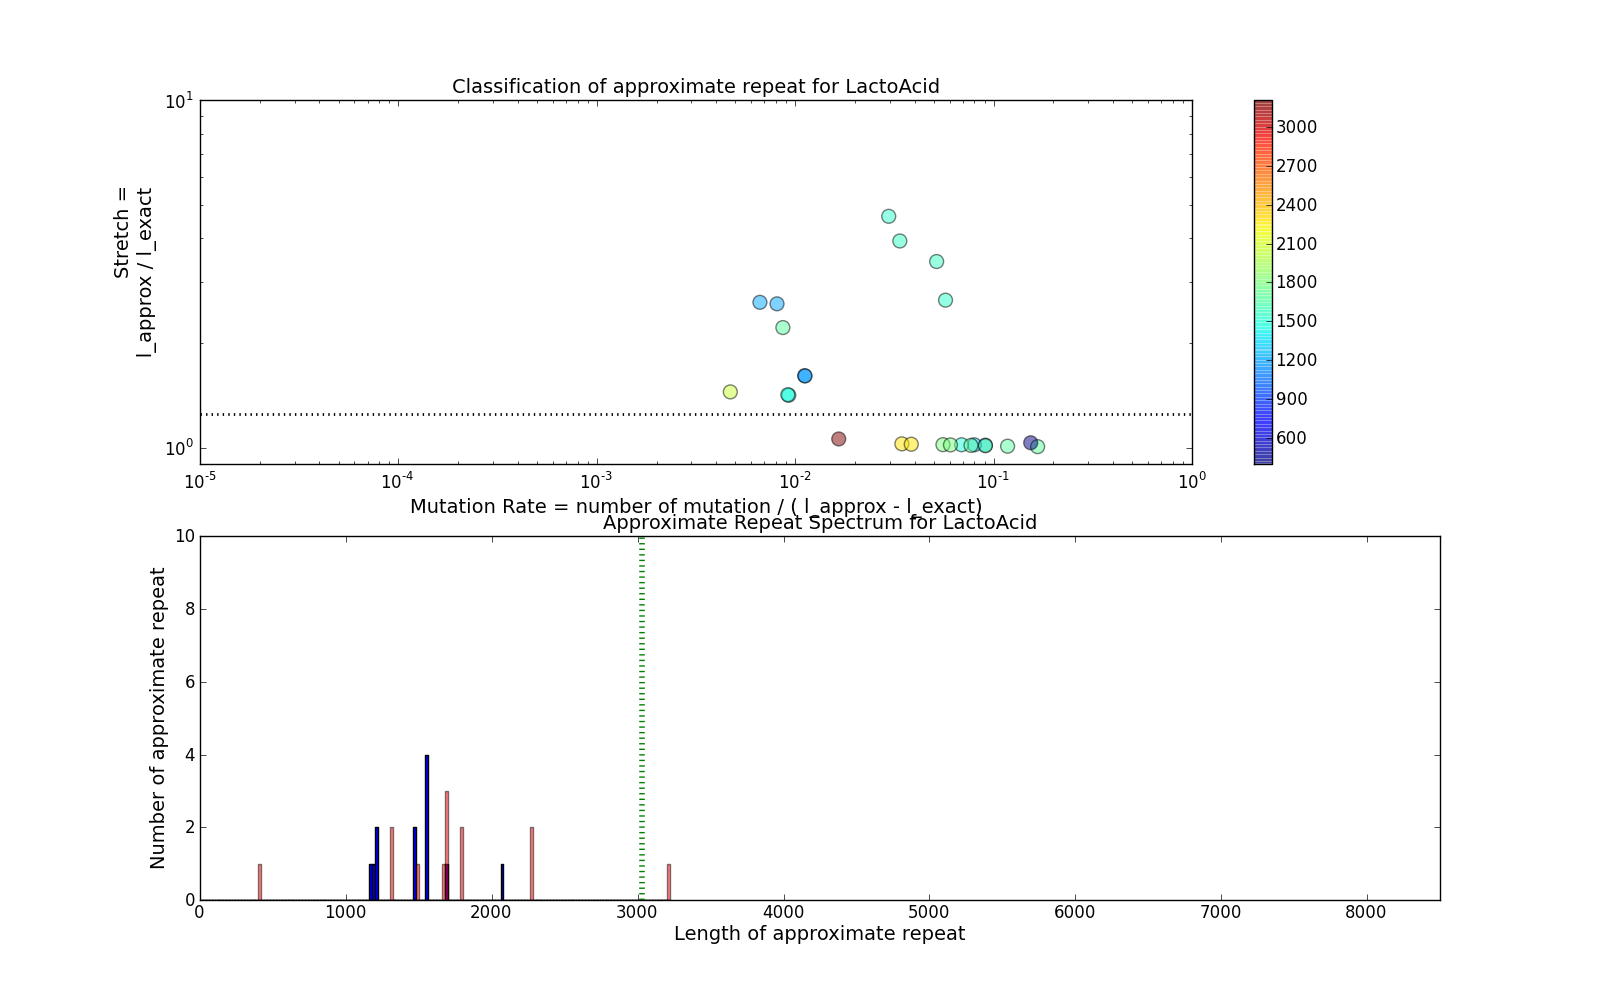 Classification of approximate repeat for LactoAcid
10^1
10^0
Stretch =
l_approx / l_exact
10^-5 10^-4 10^-3 10^-2 10^-1 10^0
Mutation Rate = number of mutation / ( l_approx - l_exact)
3000
2700
2400
2100
1800
1500
1200
900
600
Approximate Repeat Spectrum for LactoAcid
10
8
6
4
2
0
Number of approximate repeat
0 1000 2000 3000 4000 5000 6000 7000 8000
Length of approximate repeat